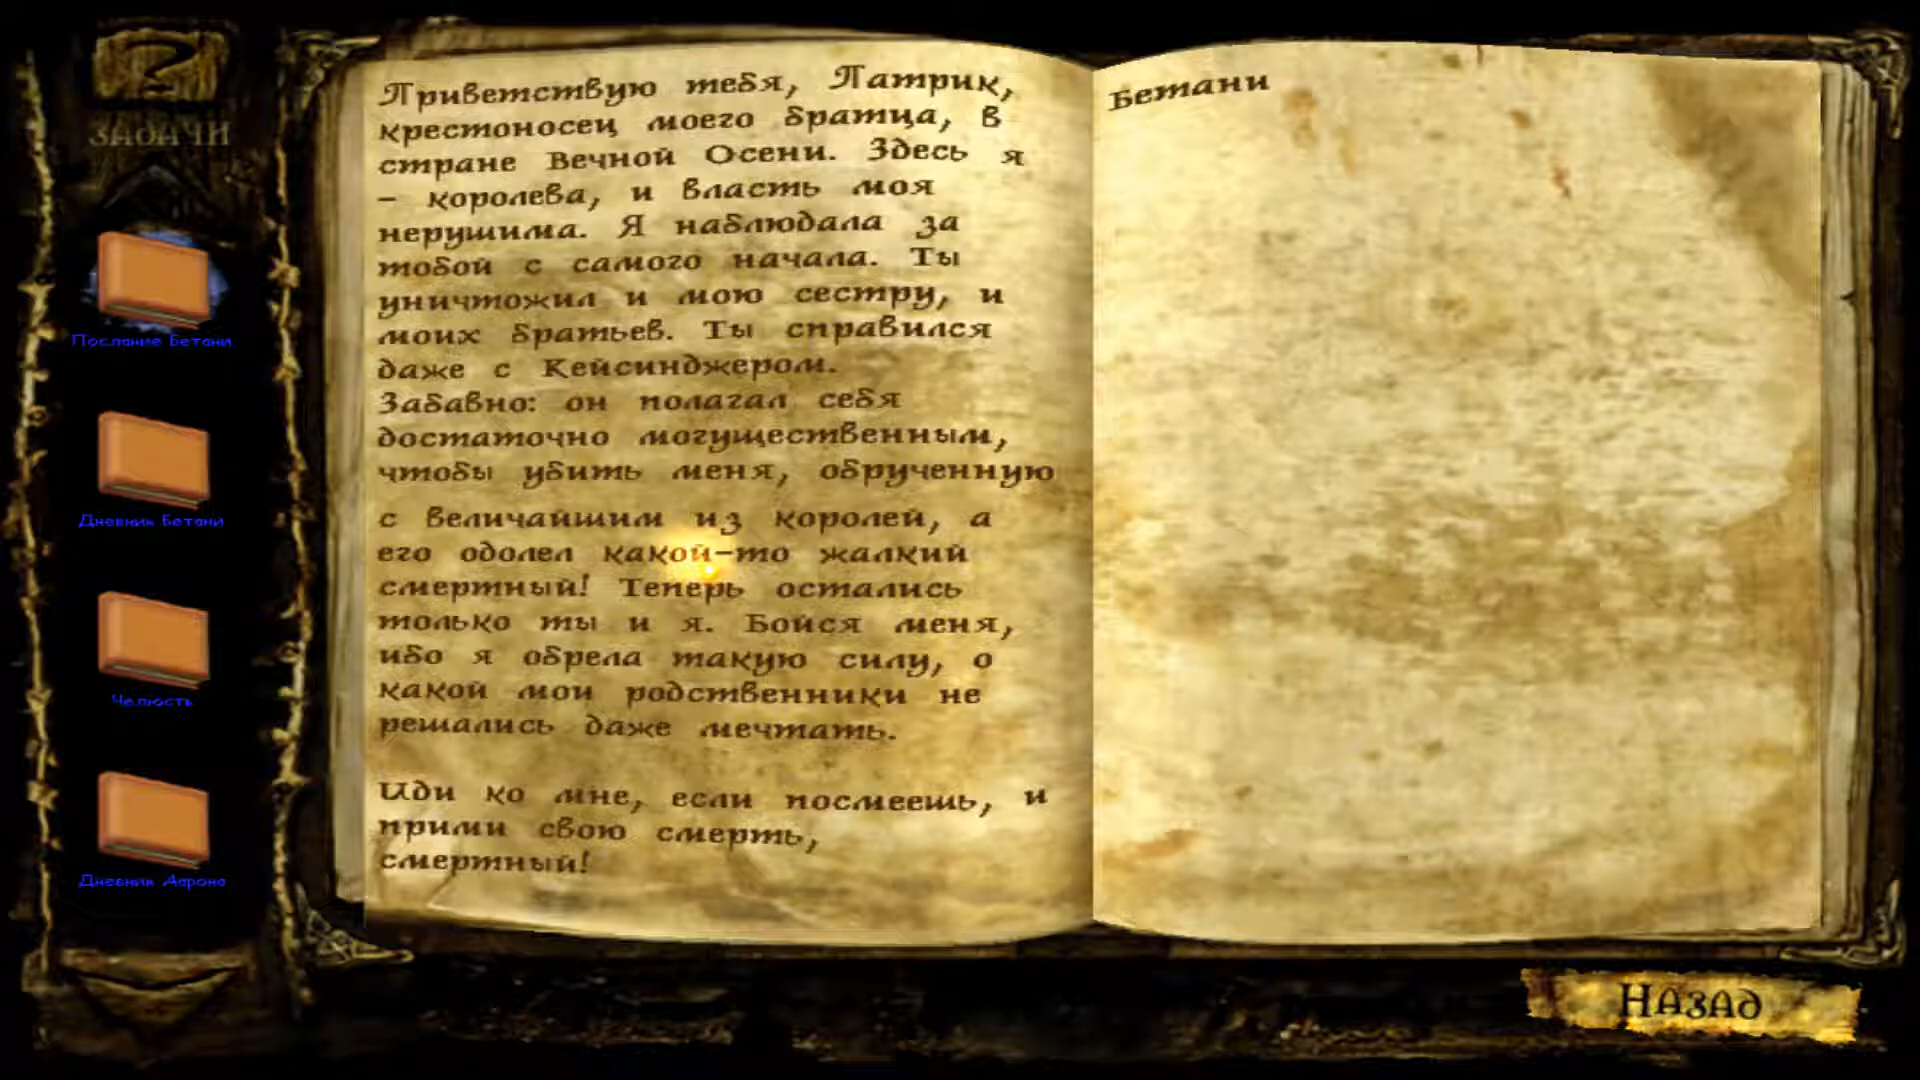 ЗАДАЧИ
Послание Бетани
Дневник Бетани
Челюсть
Дневник Аарона
Приветствую тебя, Патрик,
крестоносец моего братца, в
стране Вечной Осени. Здесь я
- королева, и власть моя
нерушима. Я наблюдала за
тобой с самого начала. Ты
уничтожил и мою сестру, и
моих братьев. Ты справился
даже с Кейсинджером.
Забавно: он полагал себя
достаточно могущественным,
чтобы убить меня, обрученную
с величайшим из королей, а
его одолел какой-то жалкий
смертный! Теперь остались
только ты и я. Бойся меня,
ибо я обрела такую силу, о
какой мои родственники не
решались даже мечтать.
Иди ко мне, если посмеешь, и
прими свою смерть,
смертный!
Бетани
Назад